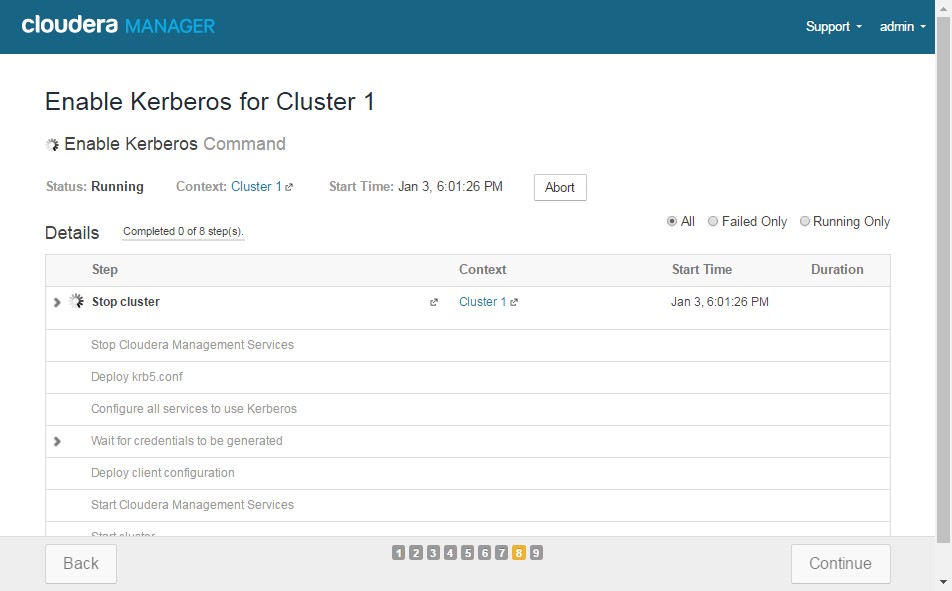 cloudera MANAGER Support admin
Enable Kerberos for Cluster 1
Enable Kerberos Command
Status: Running Context: Cluster 1 Start Time: Jan 3, 6:01:26 PM Abort
All Failed Only Running Only
Details Completed 0 of 8 step(s).
Step Context Start Time Duration
Stop cluster Cluster 1 Jan 3, 6:01:26 PM
Stop Cloudera Management Services
Deploy krb5.conf
Configure all services to use Kerberos
Wait for credentials to be generated
Deploy client configuration
Start Cloudera Management Services
Start cluster
Back 1 2 3 4 5 6 7 8 9 Continue